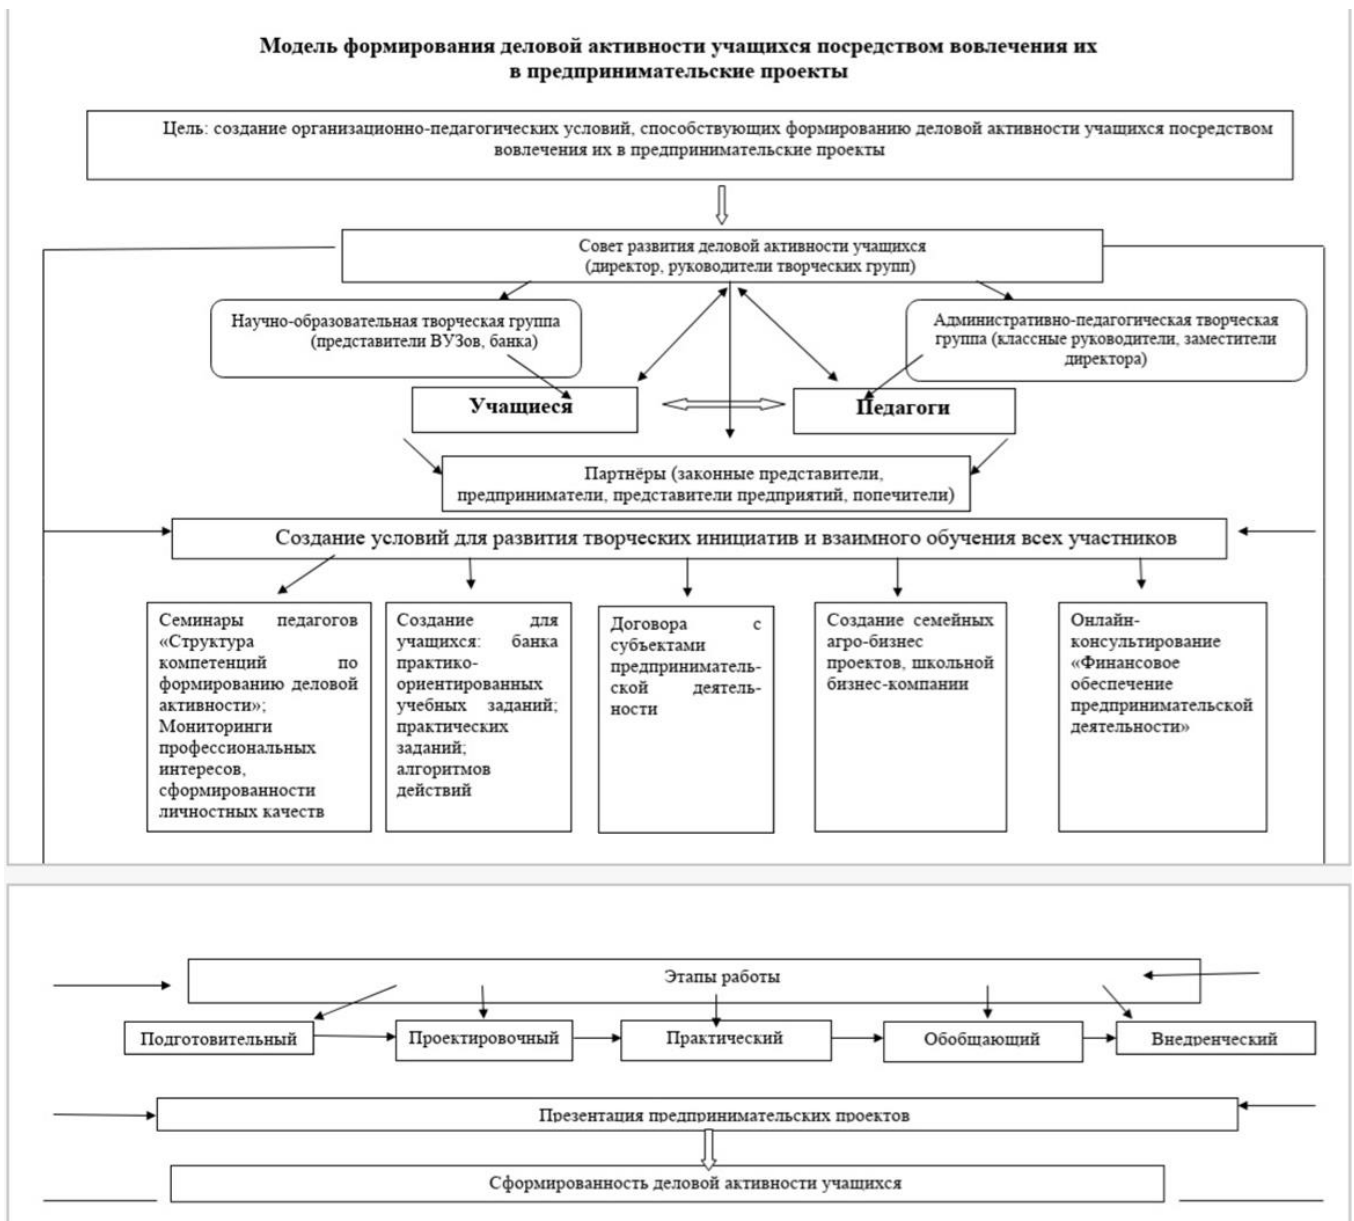 Модель формирования деловой активности учащихся посредством вовлечения их
в предпринимательские проекты
Цель: создание организационно-педагогических условий, способствующих формированию деловой активности учащихся посредством
вовлечения их в предпринимательские проекты
Совет развития деловой активности учащихся
(директор, руководители творческих групп)
Научно-образовательная творческая группа
(представители ВУЗов, банка)
Административно-педагогическая творческая
группа (классные руководители, заместители
директора)
Учащиеся
Педагоги
Партнёры (законные представители,
предприниматели, представители предприятий, попечители)
Создание условий для развития творческих инициатив и взаимного обучения всех участников
Семинары педагогов
«Структура
компетенций по
формированию деловой
активности»;
Мониторинги
профессиональных
интересов,
сформированности
личностных качеств
Создание для
учащихся: банка
практико-
ориентированных
учебных заданий;
практических
заданий;
алгоритмов
действий
Договора с
субъектами
предприниматель-
ской деятель-
ности
Создание семейных
агро-бизнес
проектов, школьной
бизнес-компании
Онлайн-
консультирование
«Финансовое
обеспечение
предпринимательской
деятельности»
Этапы работы
Подготовительный
Проектировочный
Практический
Обобщающий
Внедренческий
Презентация предпринимательских проектов
Сформированность деловой активности учащихся